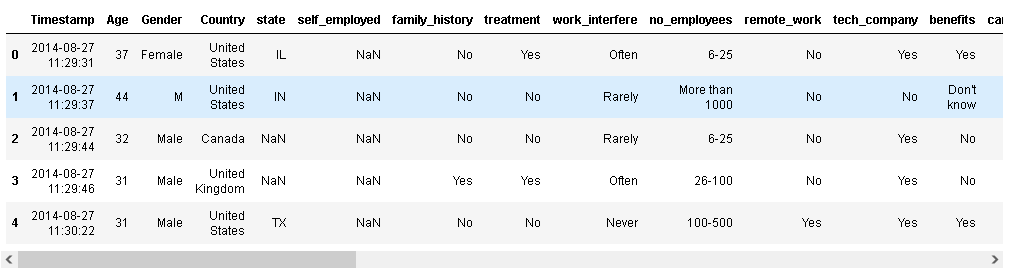 Timestamp Age Gender Country state self_employed family_history treatment work_interfere no_employees remote_work tech_company benefits
0 2014-08-27 11:29:31 37 Female United States IL NaN No Yes Often 6-25 No Yes Yes
1 2014-08-27 11:29:37 44 M United States IN NaN No No Rarely More than 1000 No No Don't know
2 2014-08-27 11:29:44 32 Male Canada NaN NaN No No Rarely 6-25 No Yes No
3 2014-08-27 11:29:46 31 Male United Kingdom NaN NaN Yes Yes Often 26-100 No Yes No
4 2014-08-27 11:30:22 31 Male United States TX NaN No No Never 100-500 Yes Yes Yes